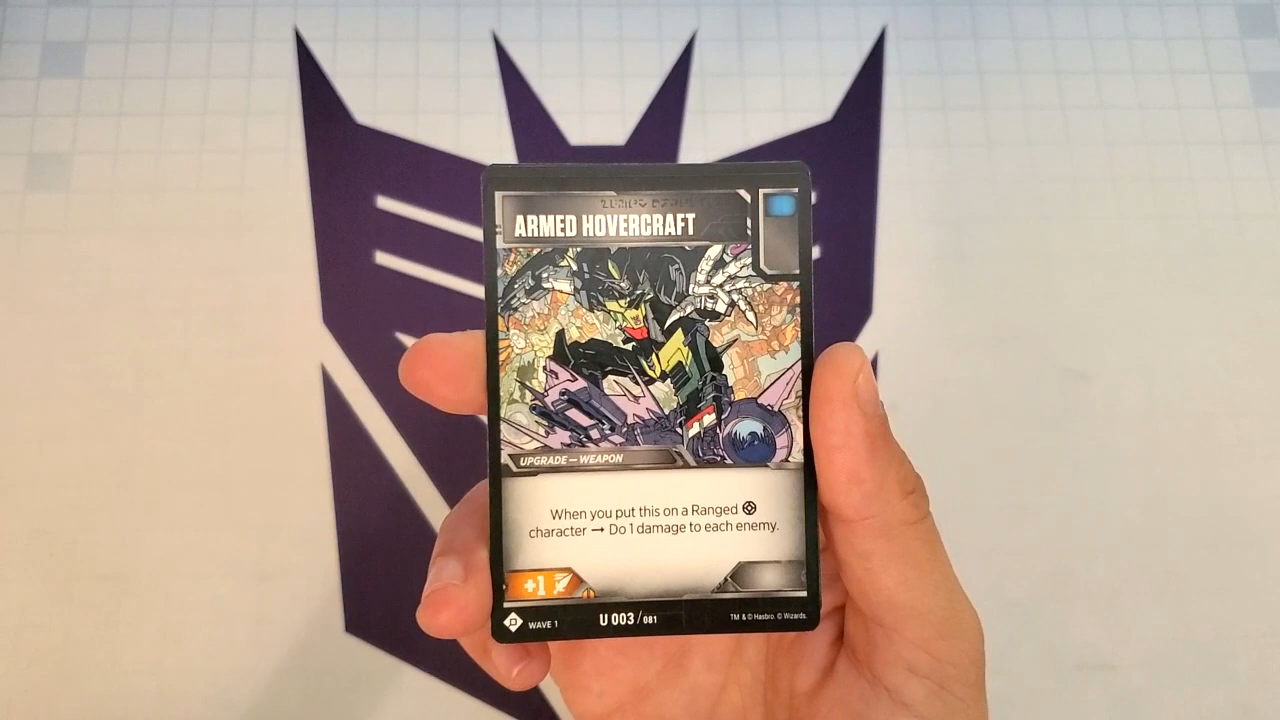 ARMED HOVERCRAFT
UPGRADE — WEAPON
When you put this on a Ranged
character → Do 1 damage to each enemy.
+1
WAVE 1
U 003/081
TM & © Hasbro. © Wizards.